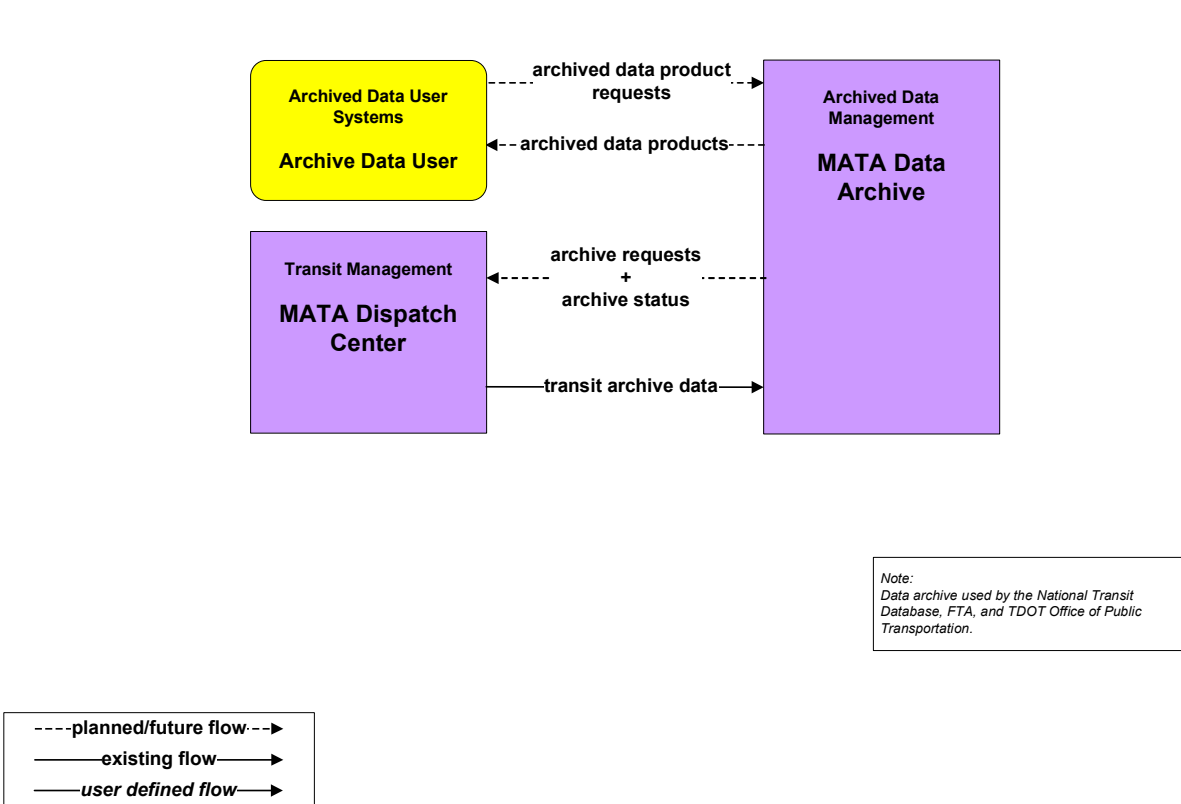 archived data product
requests
Archived Data User
Systems
Archive Data User
archived data products
Archived Data
Management
MATA Data
Archive
Transit Management
MATA Dispatch
Center
archive requests
+
archive status
transit archive data
Note:
Data archive used by the National Transit
Database, FTA, and TDOT Office of Public
Transportation.
planned/future flow
existing flow
user defined flow